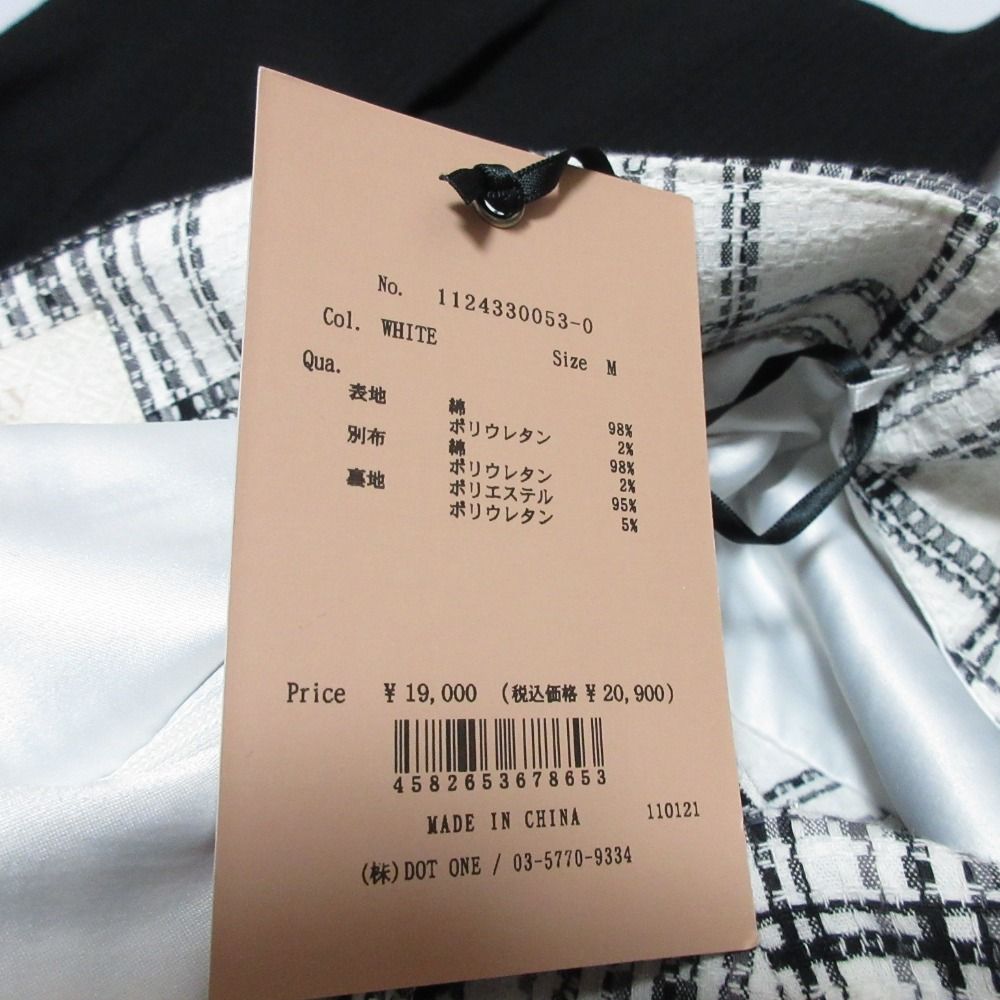 No. 1124330053-0
Col. WHITE
Size M
Qua.
表地 綿 98%
ポリウレタン 2%
別布 綿 98%
ポリウレタン 2%
裏地 ポリエステル 95%
ポリウレタン 5%
Price ¥19,000 (税込価格 ¥20,900)
4582653678653
MADE IN CHINA 110121
(株)DOT ONE / 03-5770-9334